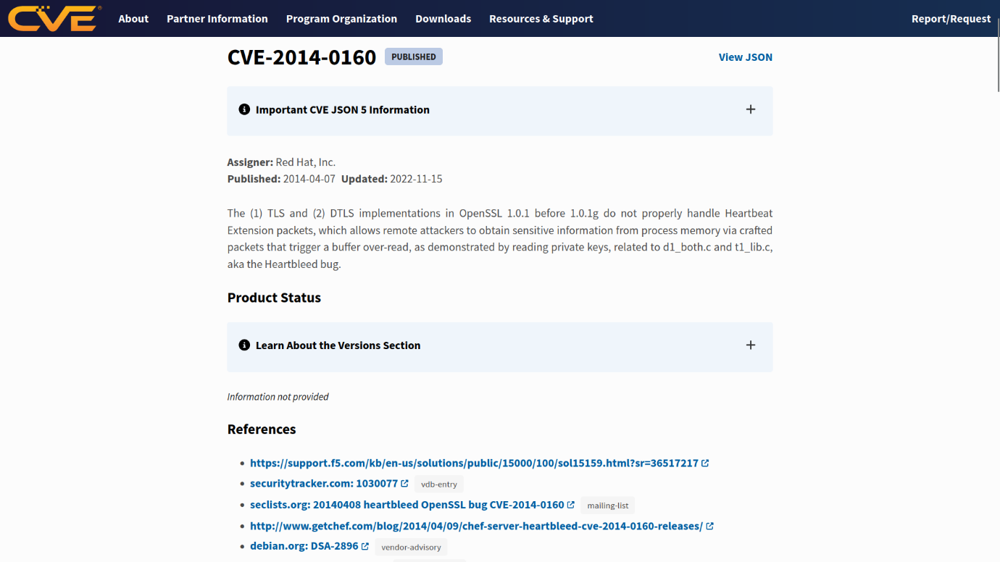 CVE®
About
Partner Information
Program Organization
Downloads
Resources & Support
Report/Request
CVE-2014-0160
PUBLISHED
View JSON
Important CVE JSON 5 Information
Assigner: Red Hat, Inc.
Published: 2014-04-07 Updated: 2022-11-15
The (1) TLS and (2) DTLS implementations in OpenSSL 1.0.1 before 1.0.1g do not properly handle Heartbeat
Extension packets, which allows remote attackers to obtain sensitive information from process memory via crafted
packets that trigger a buffer over-read, as demonstrated by reading private keys, related to d1_both.c and t1_lib.c,
aka the Heartbleed bug.
Product Status
Learn About the Versions Section
Information not provided
References
https://support.f5.com/kb/en-us/solutions/public/15000/100/sol15159.html?sr=36517217
securitytracker.com: 1030077 vdb-entry
seclists.org: 20140408 heartbleed OpenSSL bug CVE-2014-0160 mailing-list
http://www.getchef.com/blog/2014/04/09/chef-server-heartbleed-cve-2014-0160-releases/
debian.org: DSA-2896 vendor-advisory